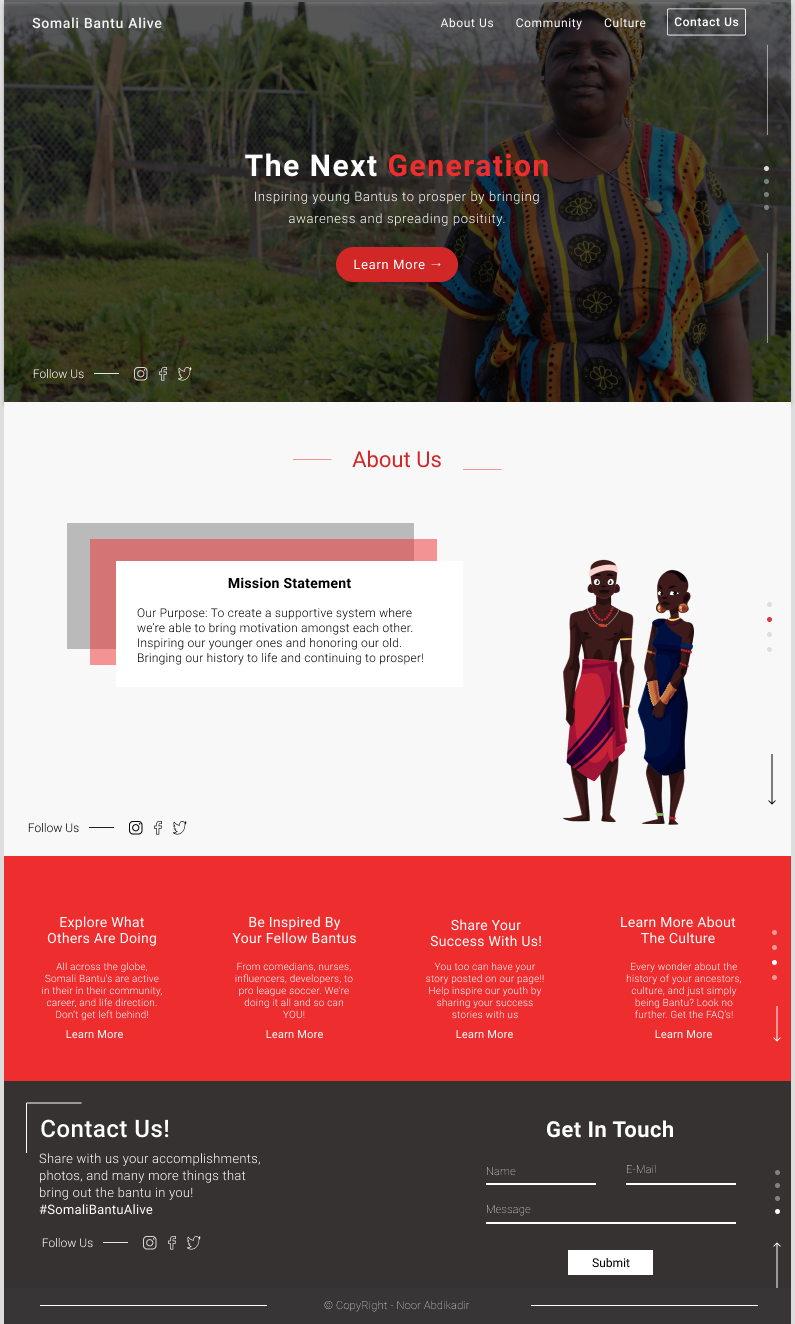 Somali Bantu Alive
About Us
Community
Culture
Contact Us
The Next Generation
Inspiring young Bantus to prosper by bringing
awareness and spreading positiity.
Learn More →
Follow Us
About Us
Mission Statement
Our Purpose: To create a supportive system where
we're able to bring motivation amongst each other.
Inspiring our younger ones and honoring our old.
Bringing our history to life and continuing to prosper!
Follow Us
Explore What
Others Are Doing
All across the globe,
Somali Bantu's are active
in their in their community,
career, and life direction.
Don't get left behind!
Learn More
Be Inspired By
Your Fellow Bantus
From comedians, nurses,
influencers, developers, to
pro league soccer. We're
doing it all and so can
YOU!
Learn More
Share Your
Success With Us!
You too can have your
story posted on our page!!
Help inspire our youth by
sharing your success
stories with us
Learn More
Learn More About
The Culture
Every wonder about the
history of your ancestors,
culture, and just simply
being Bantu? Look no
further. Get the FAQ's!
Learn More
Contact Us!
Share with us your accomplishments,
photos, and many more things that
bring out the bantu in you!
#SomaliBantuAlive
Follow Us
Get In Touch
Name
E-Mail
Message
Submit
© CopyRight - Noor Abdikadir